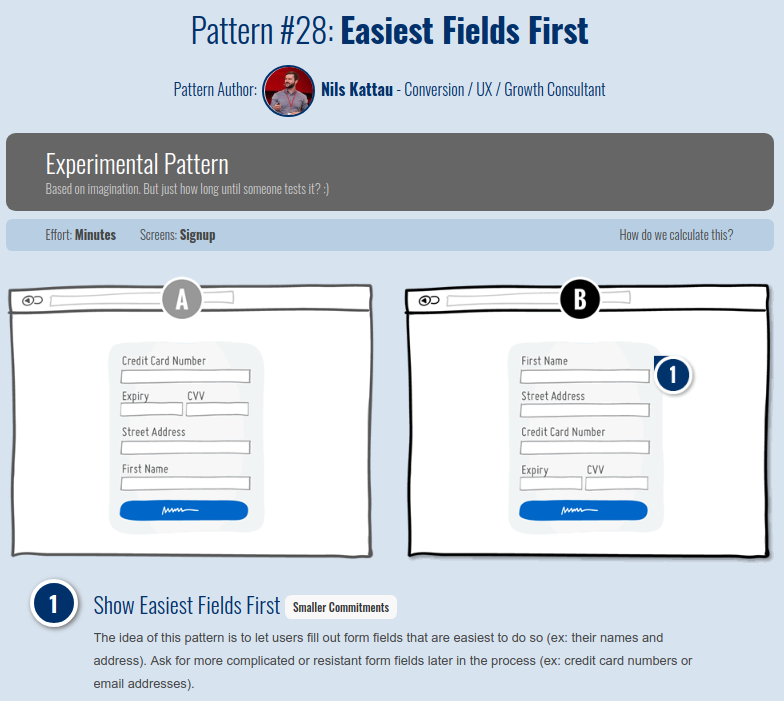 Pattern #28: Easiest Fields First
Pattern Author: Nils Kattau - Conversion / UX / Growth Consultant
Experimental Pattern
Based on imagination. But just how long until someone tests it? :)
Effort: Minutes Screens: Signup How do we calculate this?
A
Credit Card Number
Expiry CVV
Street Address
First Name
B
First Name
1
Street Address
Credit Card Number
Expiry CVV
1
Show Easiest Fields First Smaller Commitments
The idea of this pattern is to let users fill out form fields that are easiest to do so (ex: their names and
address). Ask for more complicated or resistant form fields later in the process (ex: credit card numbers or
email addresses).